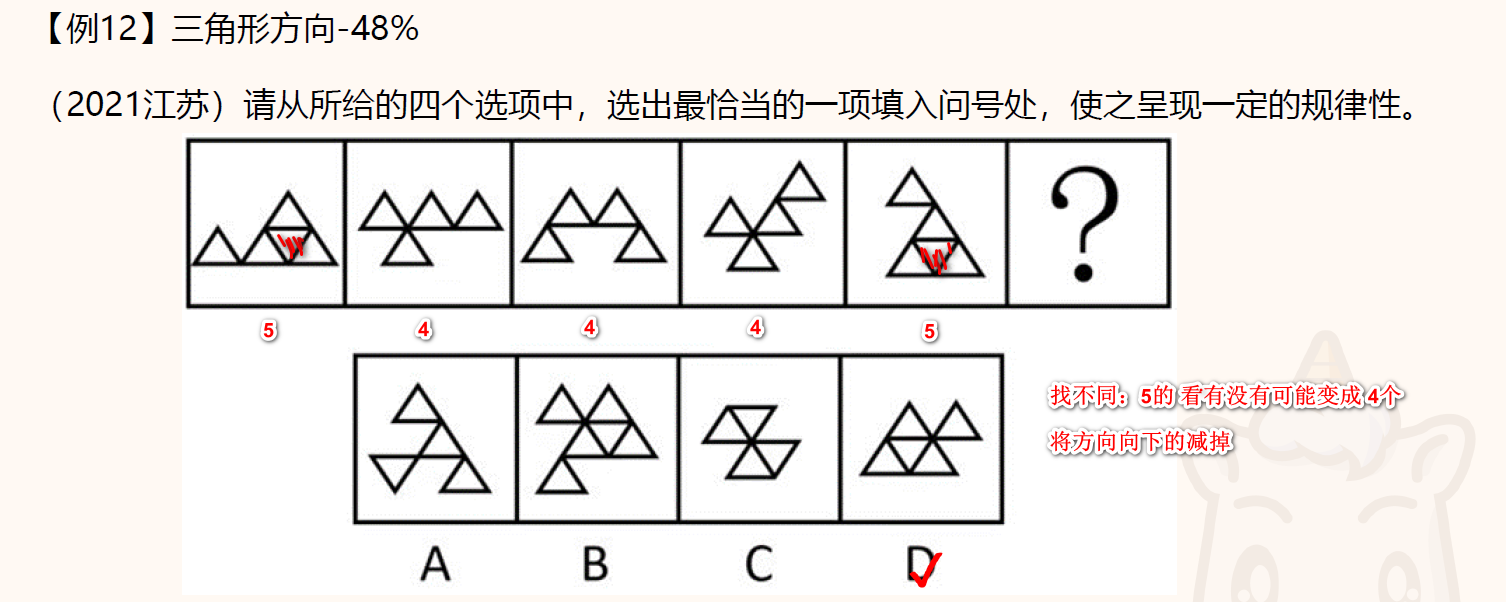 【例12】三角形方向-48%
（2021江苏）请从所给的四个选项中，选出最恰当的一项填入问号处，使之呈现一定的规律性。
?
5 4 4 4 5
找不同：5的 看有没有可能变成 4个
将方向向下的减掉
A B C D